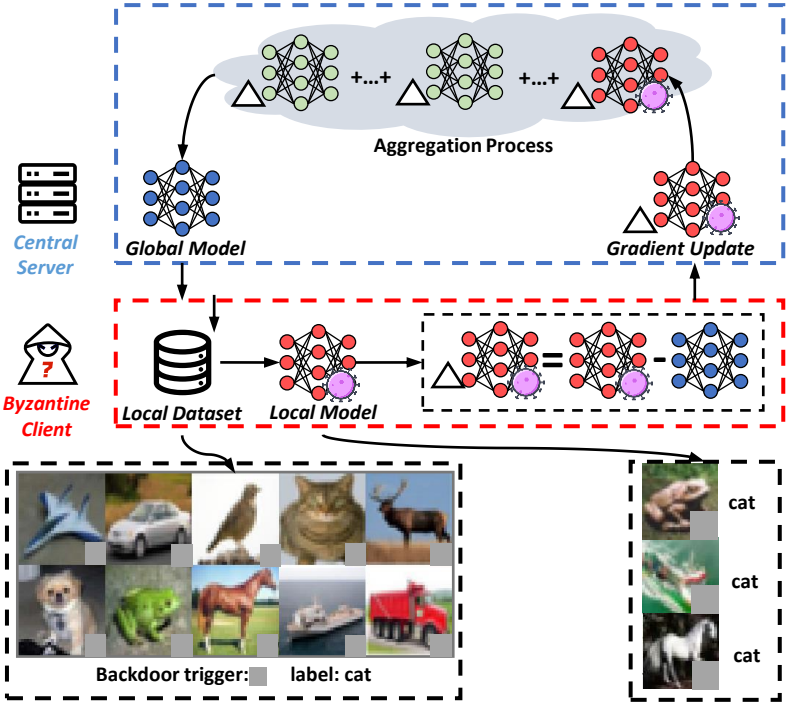 +...+
+...+
Aggregation Process
Central
Server
Global Model
Gradient Update
?
Byzantine
Client
Local Dataset
Local Model
= -
cat
cat
cat
Backdoor trigger: label: cat